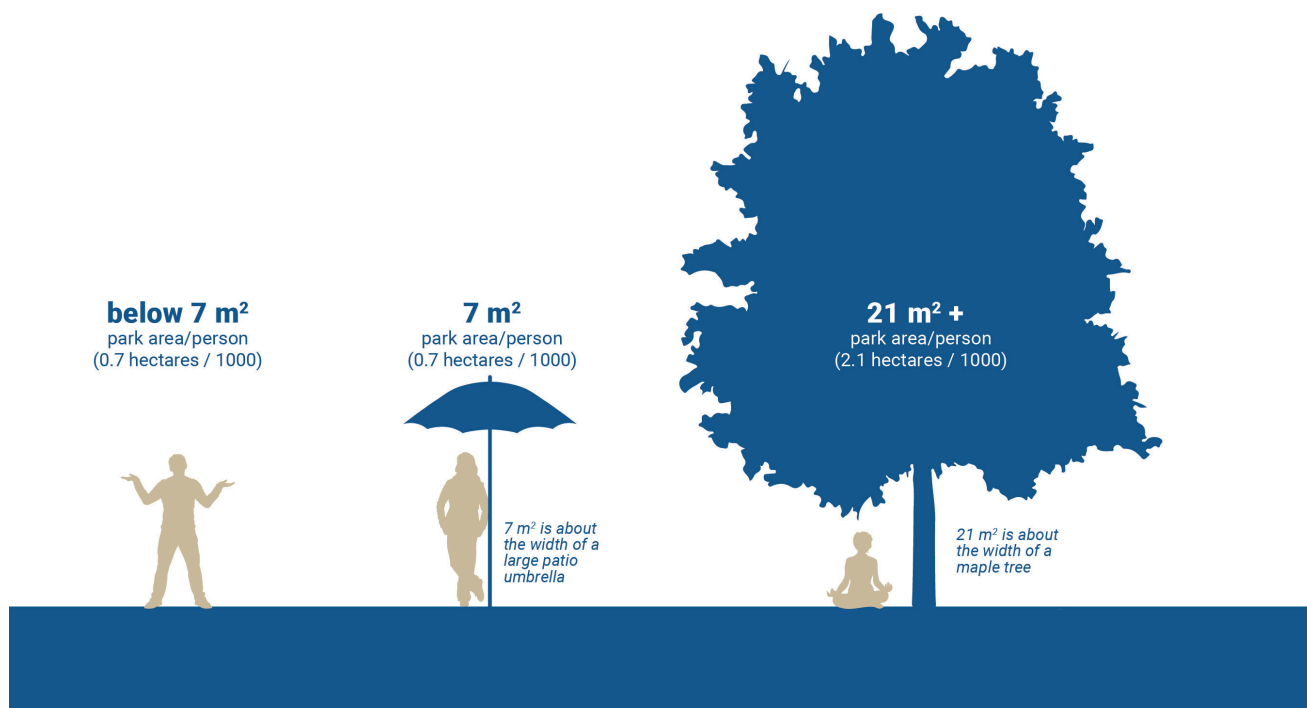 below 7 m²
park area/person
(0.7 hectares / 1000)
7 m²
park area/person
(0.7 hectares / 1000)
7 m² is about
the width of a
large patio
umbrella
21 m² +
park area/person
(2.1 hectares / 1000)
21 m² is about
the width of a
maple tree